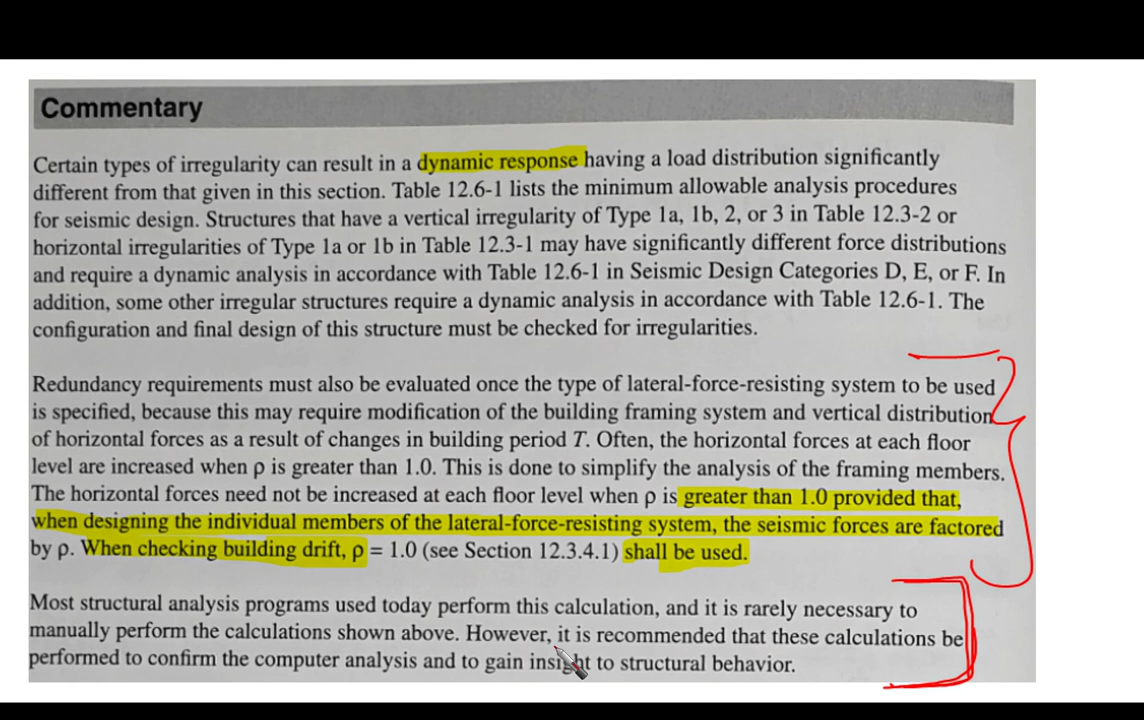 Commentary
Certain types of irregularity can result in a dynamic response having a load distribution significantly
different from that given in this section. Table 12.6-1 lists the minimum allowable analysis procedures
for seismic design. Structures that have a vertical irregularity of Type 1a, 1b, 2, or 3 in Table 12.3-2 or
horizontal irregularities of Type 1a or 1b in Table 12.3-1 may have significantly different force distributions
and require a dynamic analysis in accordance with Table 12.6-1 in Seismic Design Categories D, E, or F. In
addition, some other irregular structures require a dynamic analysis in accordance with Table 12.6-1. The
configuration and final design of this structure must be checked for irregularities.
Redundancy requirements must also be evaluated once the type of lateral-force-resisting system to be used
is specified, because this may require modification of the building framing system and vertical distribution
of horizontal forces as a result of changes in building period T. Often, the horizontal forces at each floor
level are increased when ρ is greater than 1.0. This is done to simplify the analysis of the framing members.
The horizontal forces need not be increased at each floor level when ρ is greater than 1.0 provided that,
when designing the individual members of the lateral-force-resisting system, the seismic forces are factored
by ρ. When checking building drift, ρ = 1.0 (see Section 12.3.4.1) shall be used.
Most structural analysis programs used today perform this calculation, and it is rarely necessary to
manually perform the calculations shown above. However, it is recommended that these calculations be
performed to confirm the computer analysis and to gain insight to structural behavior.